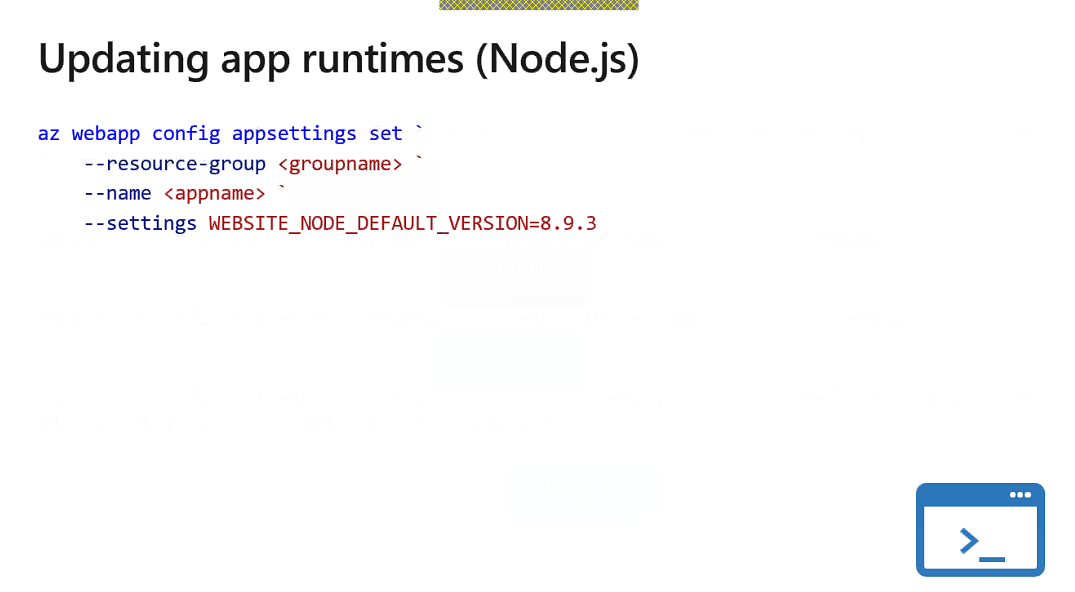 Updating app runtimes (Node.js)
az webapp config appsettings set `
--resource-group <groupname> `
--name <appname> `
--settings WEBSITE_NODE_DEFAULT_VERSION=8.9.3
>_